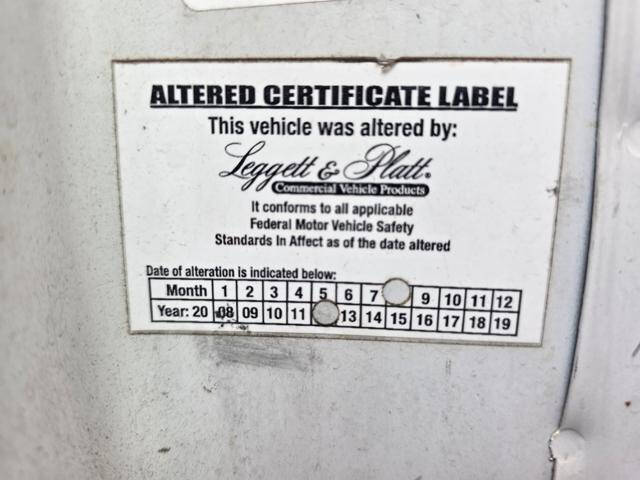 ALTERED CERTIFICATE LABEL
This vehicle was altered by:
Leggett & Platt.
Commercial Vehicle Products
It conforms to all applicable
Federal Motor Vehicle Safety
Standards In Affect as of the date altered
Date of alteration is indicated below:
Month 1 2 3 4 5 6 7 9 10 11 12
Year: 20 08 09 10 11 13 14 15 16 17 18 19